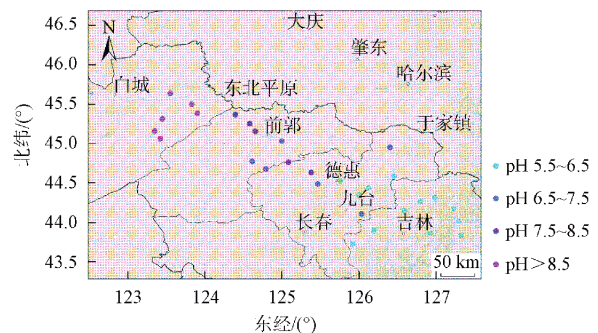 46.5
46.0
45.5
45.0
44.5
44.0
43.5
北纬/(°)
N
大庆
肇东
哈尔滨
白城
东北平原
前郭
于家镇
德惠
九台
长春
吉林
50 km
123
124
125
126
127
东经/(°)
pH 5.5~6.5
pH 6.5~7.5
pH 7.5~8.5
pH＞8.5